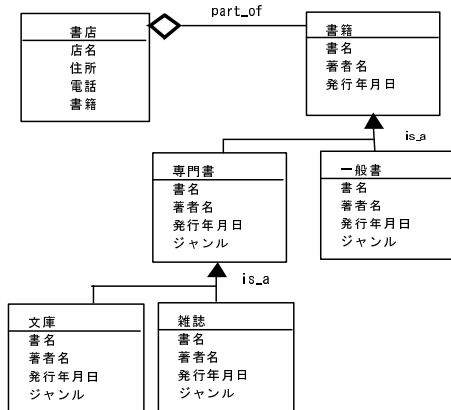 part_of
書店
店名
住所
電話
書籍
書籍
書名
著者名
発行年月日
is_a
専門書
書名
著者名
発行年月日
ジャンル
一般書
書名
著者名
発行年月日
ジャンル
is_a
文庫
書名
著者名
発行年月日
ジャンル
雑誌
書名
著者名
発行年月日
ジャンル